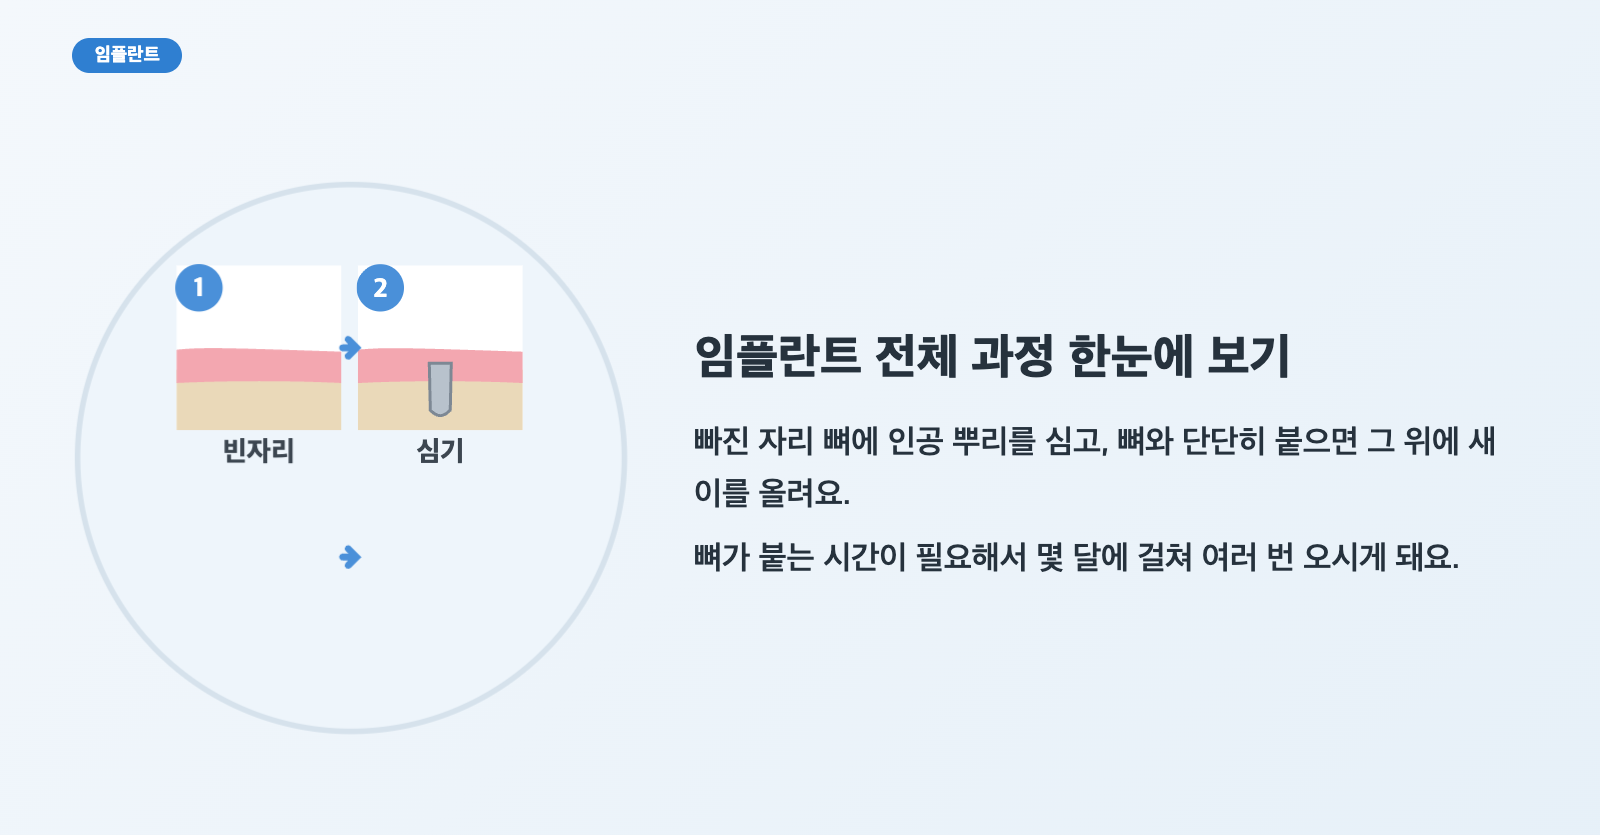 임플란트
1
2
빈자리
심기
임플란트 전체 과정 한눈에 보기
빠진 자리 뼈에 인공 뿌리를 심고, 뼈와 단단히 붙으면 그 위에 새
이를 올려요.
뼈가 붙는 시간이 필요해서 몇 달에 걸쳐 여러 번 오시게 돼요.